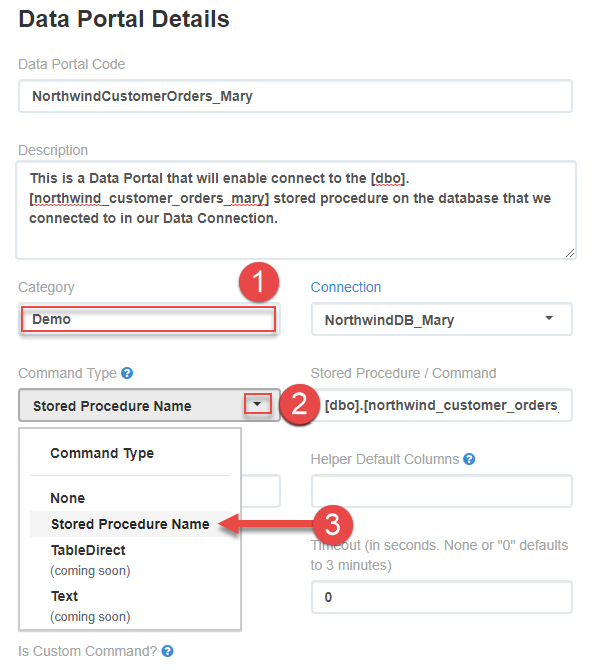 Data Portal Details
Data Portal Code
NorthwindCustomerOrders_Mary
Description
This is a Data Portal that will enable connect to the [dbo].
[northwind_customer_orders_mary] stored procedure on the database that we
connected to in our Data Connection.
1
Category
Connection
Demo
NorthwindDB_Mary
Command Type ?
Stored Procedure / Command
Stored Procedure Name
2
[dbo].[northwind_customer_orders_
Command Type
Helper Default Columns ?
None
Stored Procedure Name
3
Timeout (in seconds. None or "0" defaults
to 3 minutes)
TableDirect
(coming soon)
Text
0
(coming soon)
Is Custom Command? ?